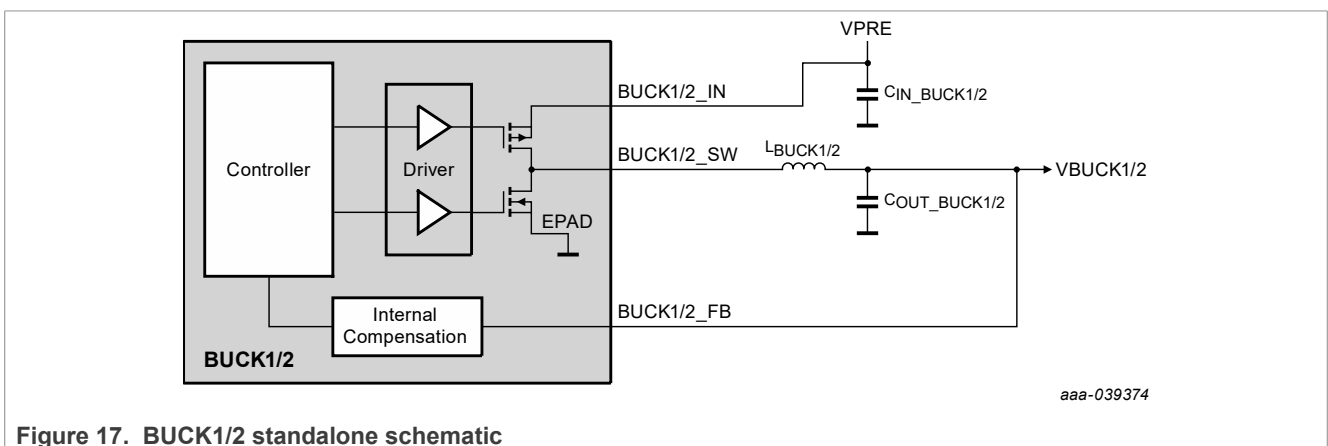 VPRE
BUCK1/2_IN
CIN_BUCK1/2
BUCK1/2_SW
LBUCK1/2
Controller
Driver
VBUCK1/2
COUT_BUCK1/2
EPAD
BUCK1/2_FB
Internal
Compensation
BUCK1/2
aaa-039374
Figure 17. BUCK1/2 standalone schematic